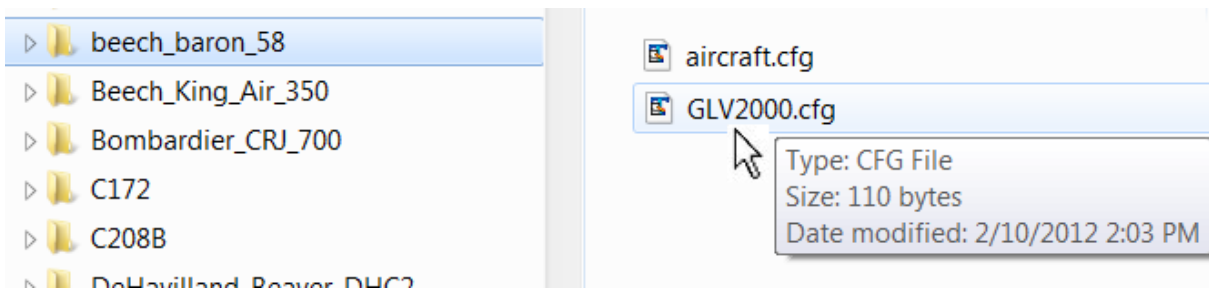 beech_baron_58
Beech_King_Air_350
Bombardier_CRJ_700
C172
C208B
DeHavilland_Beaver_DHC2
aircraft.cfg
GLV2000.cfg
Type: CFG File
Size: 110 bytes
Date modified: 2/10/2012 2:03 PM